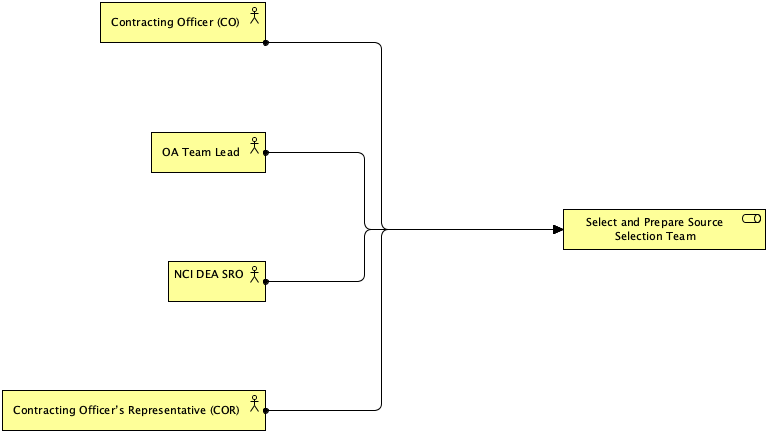 Contracting Officer (CO)
OA Team Lead
Select and Prepare Source
Selection Team
NCI DEA SRO
Contracting Officer's Representative (COR)